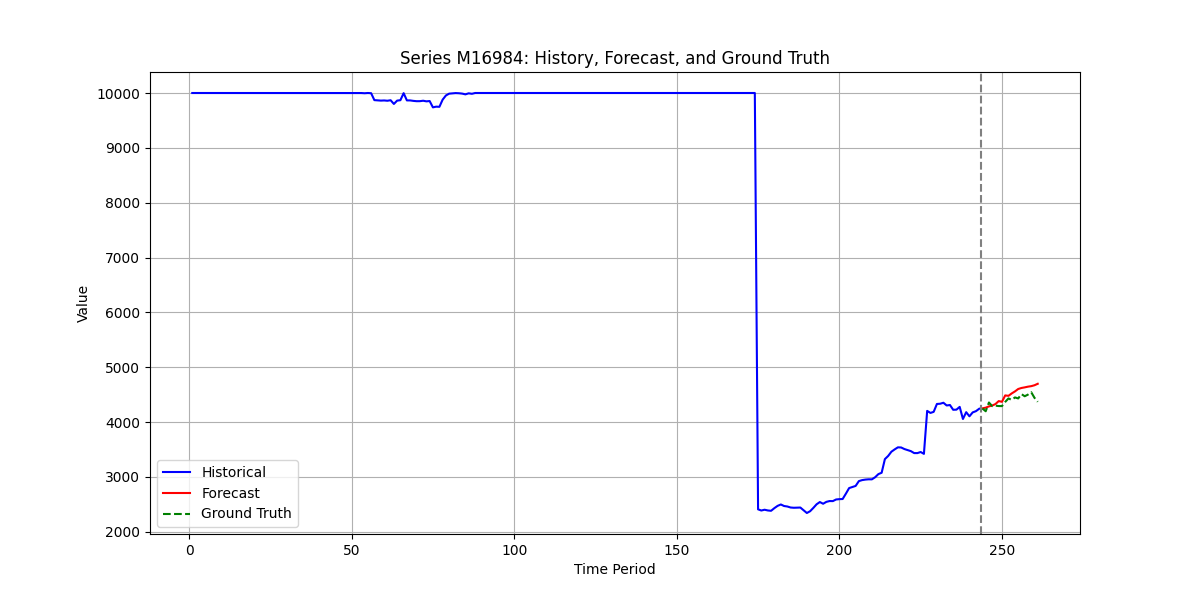 Series M16984: History, Forecast, and Ground Truth
Value
10000
9000
8000
7000
6000
5000
4000
3000
2000
Historical
Forecast
Ground Truth
0 50 100 150 200 250
Time Period